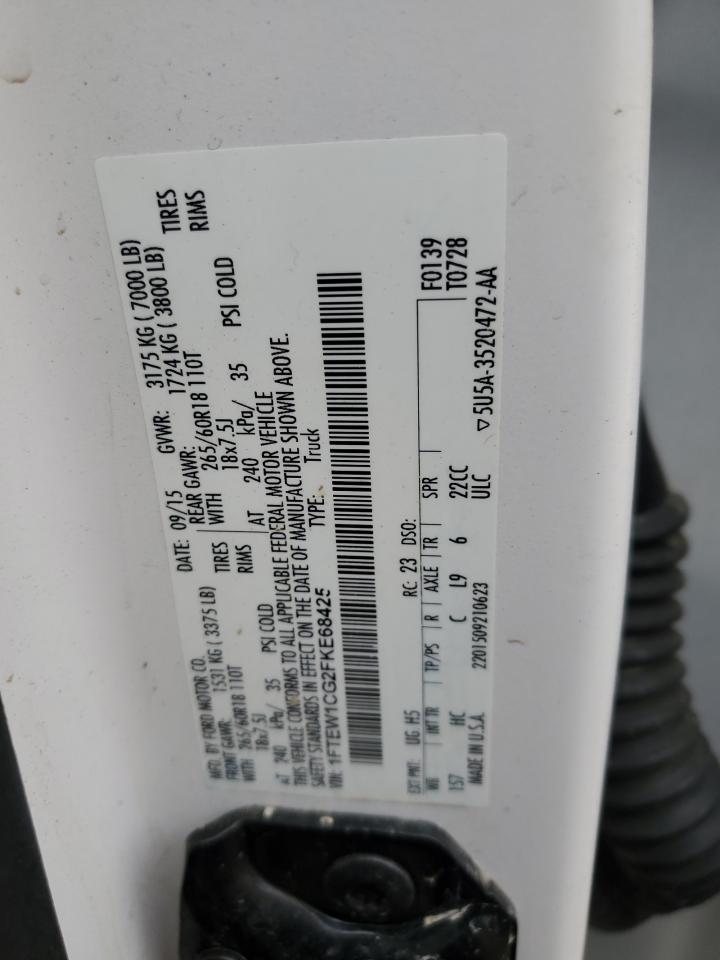 MFD. BY FORD MOTOR CO. DATE: 09/15 GVWR: 3175 KG ( 7000 LB)
FRONT GAWR: 1531 KG ( 3375 LB) REAR GAWR: 1724 KG ( 3800 LB)
WITH 265/60R18 110T TIRES WITH 265/60R18 110T TIRES
18x7.5J RIMS 18x7.5J RIMS
AT 240 kPa/ 35 PSI COLD AT 240 kPa/ 35 PSI COLD
THIS VEHICLE CONFORMS TO ALL APPLICABLE FEDERAL MOTOR VEHICLE
SAFETY STANDARDS IN EFFECT ON THE DATE OF MANUFACTURE SHOWN ABOVE.
VIN: 1FTEW1CG2FKE68425 TYPE: Truck
EXT PNT: UG H5 RC: 23 DSO: F0139
WB INT TR TP/PS R AXLE TR SPR T0728
157 HC C L9 6 22CC
ULC
MADE IN U.S.A. 2201509210623 ▽5U5A-3520472-AA